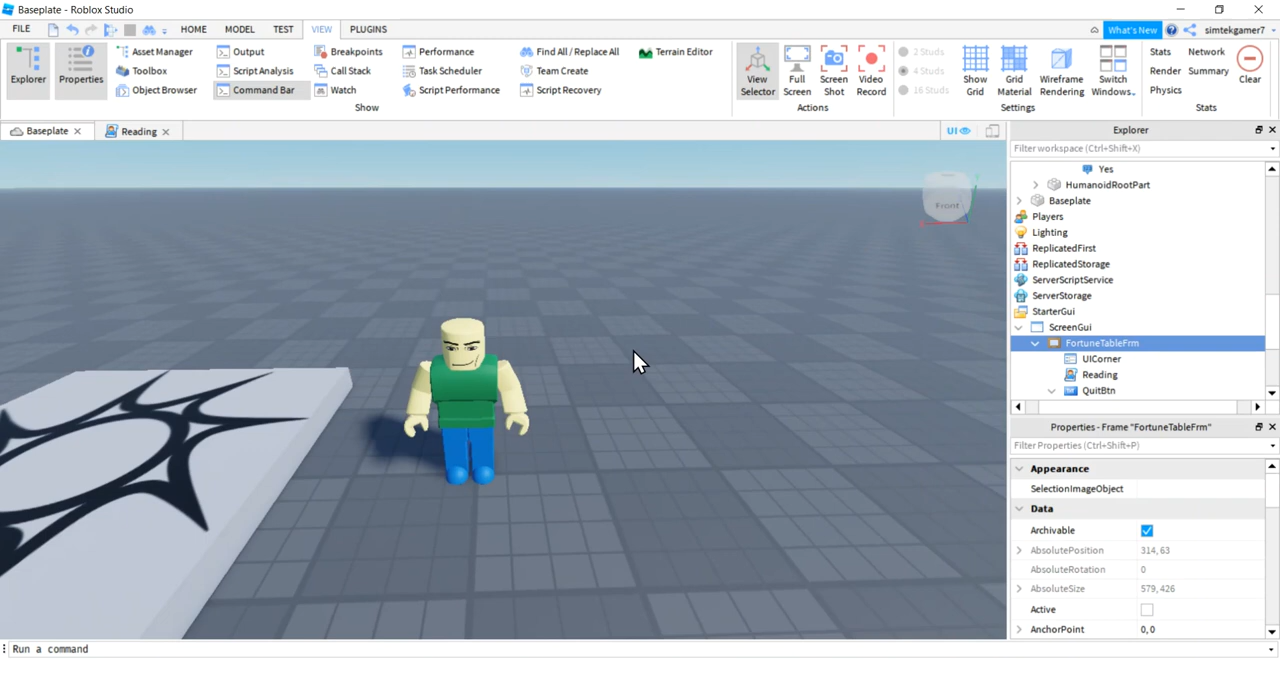 Baseplate - Roblox Studio
FILE HOME MODEL TEST VIEW PLUGINS What's New simtekgamer7
Explorer Properties
Asset Manager Output Breakpoints Performance Find All / Replace All Terrain Editor
Toolbox Script Analysis Call Stack Task Scheduler Team Create
Object Browser Command Bar Watch Script Performance Script Recovery
Show
View Selector Full Screen Screen Shot Video Record
Actions
2 Studs
4 Studs
16 Studs
Show Grid Grid Material Wireframe Rendering Switch Windows...
Settings
Stats Network
Render Summary
Physics
Clear
Stats
Baseplate Reading UI
Front
Explorer
Filter workspace (Ctrl+Shift+X)
Yes
HumanoidRootPart
Baseplate
Players
Lighting
ReplicatedFirst
ReplicatedStorage
ServerScriptService
ServerStorage
StarterGui
ScreenGui
FortuneTableFrm
UICorner
Reading
QuitBtn
Properties - Frame "FortuneTableFrm"
Filter Properties (Ctrl+Shift+P)
Appearance
SelectionImageObject
Data
Archivable
AbsolutePosition 314, 63
AbsoluteRotation 0
AbsoluteSize 579, 426
Active
AnchorPoint 0, 0
Run a command